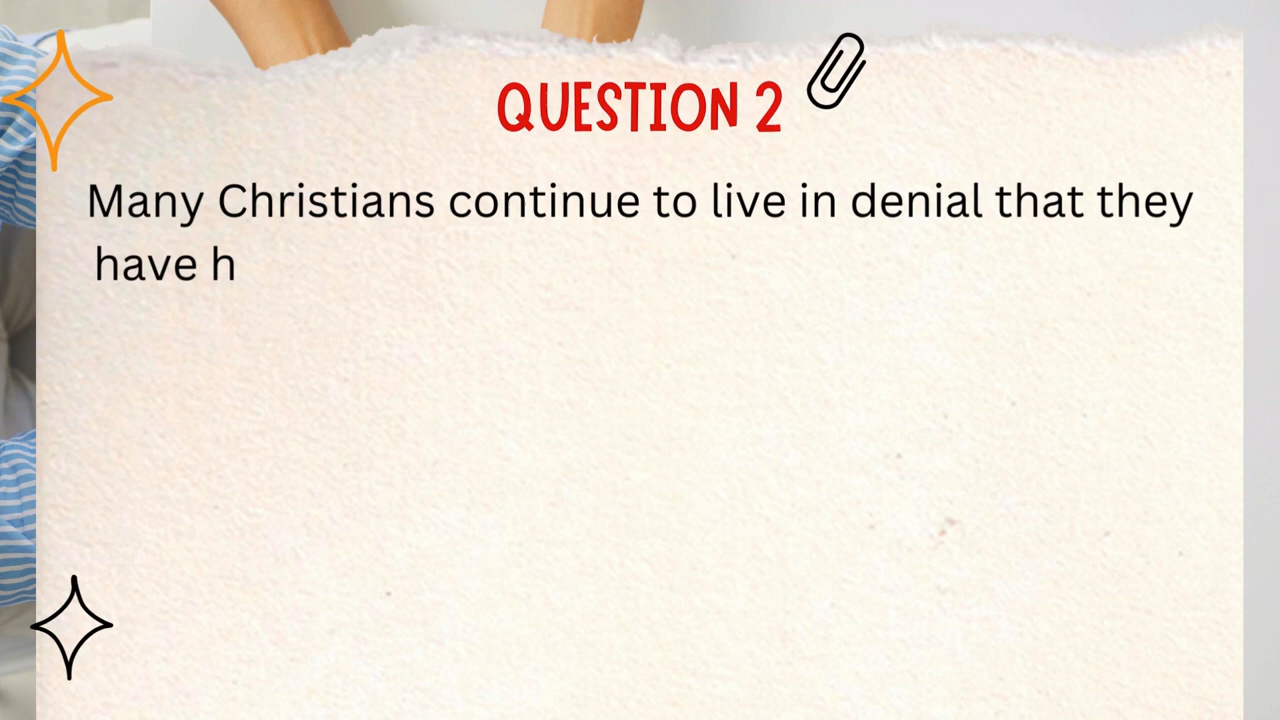 QUESTION 2
Many Christians continue to live in denial that they
have h